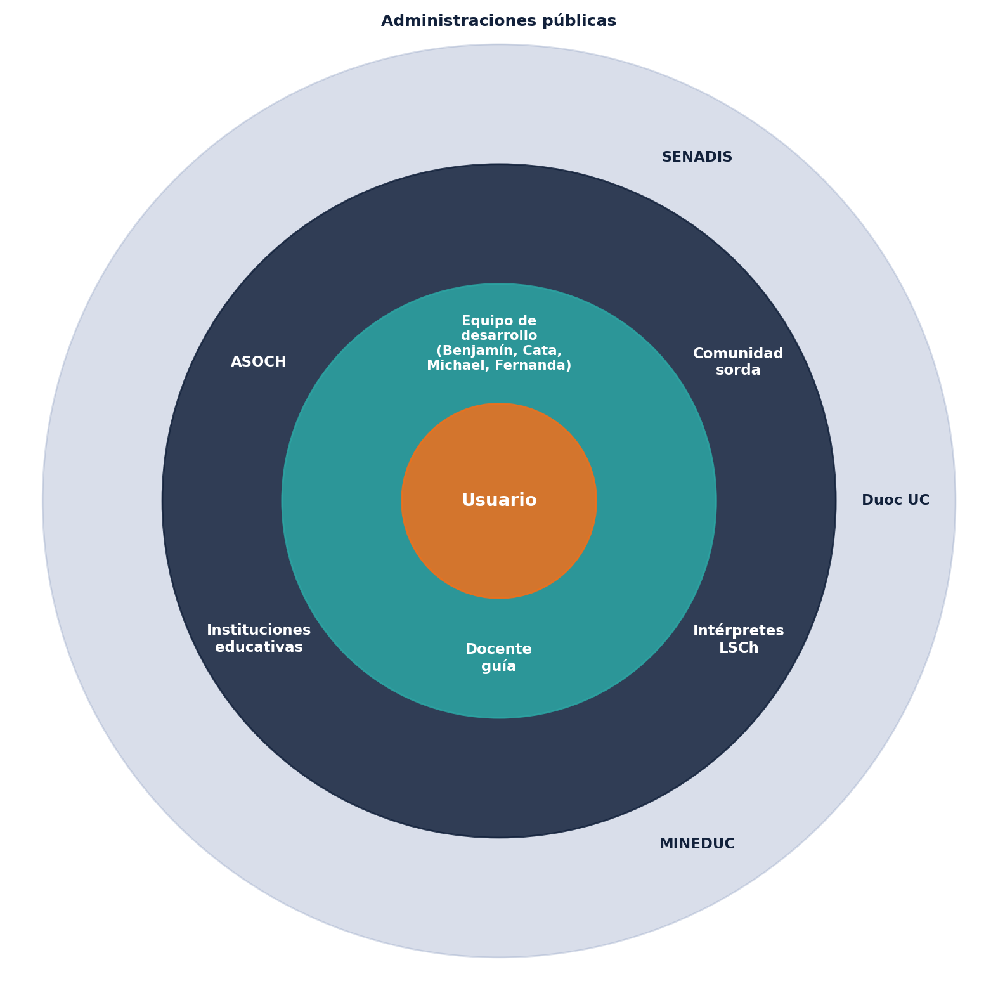 Administraciones públicas
SENADIS
Equipo de
desarrollo
(Benjamín, Cata,
Michael, Fernanda)
ASOCH
Comunidad
sorda
Usuario
Duoc UC
Instituciones
educativas
Intérpretes
LSCh
Docente
guía
MINEDUC